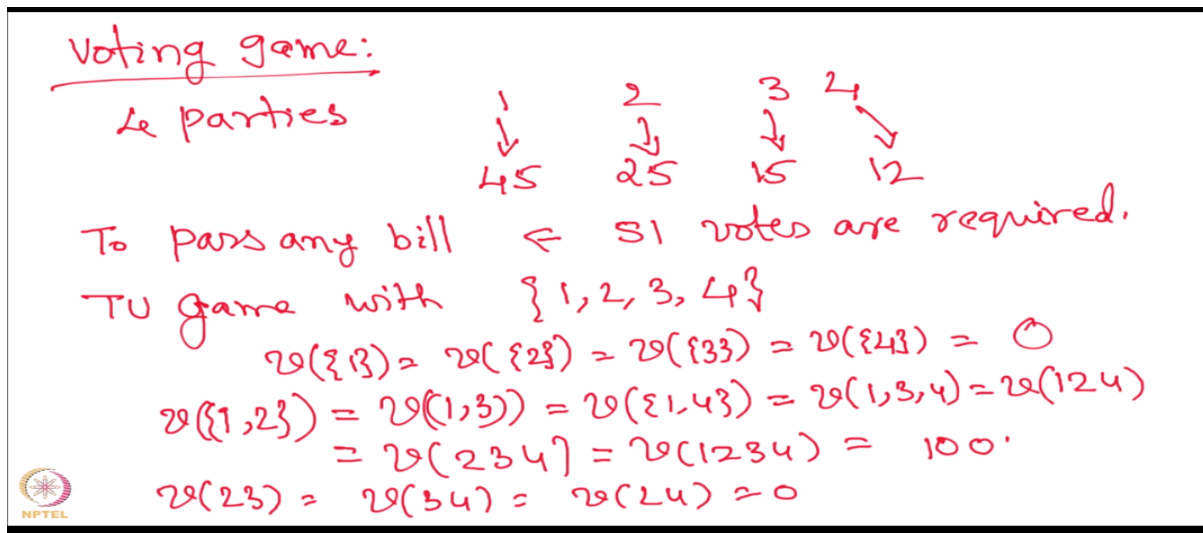 Voting game:
1 2 3 4
4 parties ↓ ↓ ↓ ↘
45 25 15 12
To pass any bill ← 51 votes are required.
TU game with {1, 2, 3, 4}
v({1}) = v({2}) = v({3}) = v({4}) = 0
v({1,2}) = v((1,3)) = v({1,4}) = v(1,3,4) = v(124)
= v(234) = v(1234) = 100.
v(23) = v(34) = v(24) = 0
NPTEL